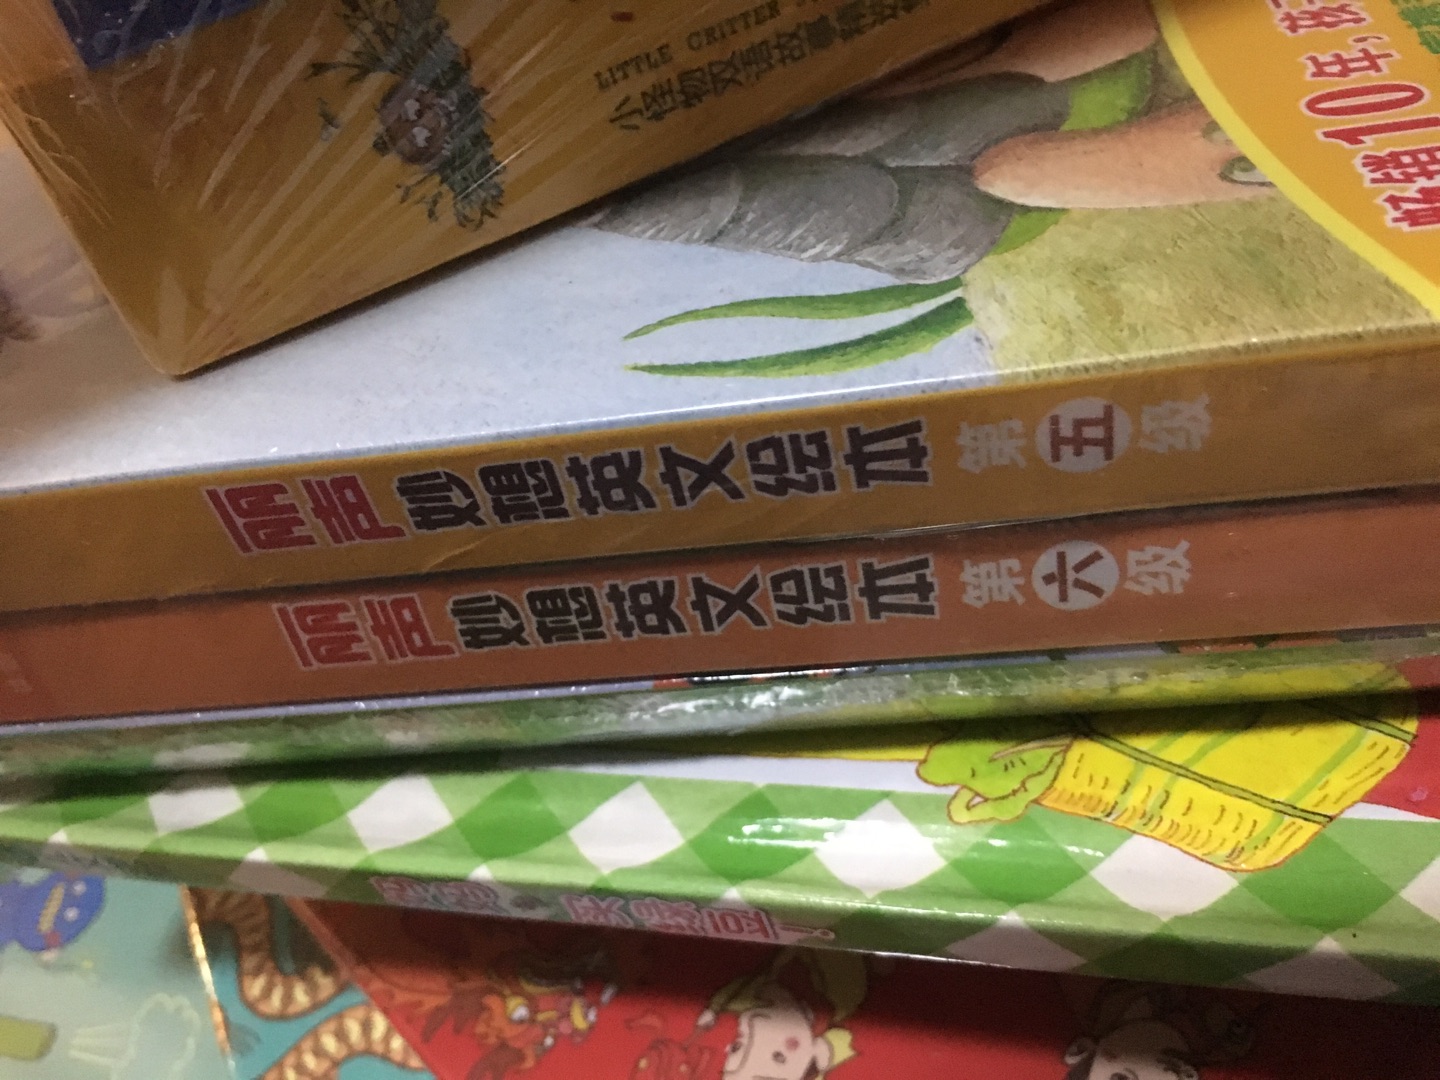 LITTLE CRITTER
小怪物双语故事
畅销10年,孩
丽声妙想英文绘本 第五级
丽声妙想英文绘本 第六级